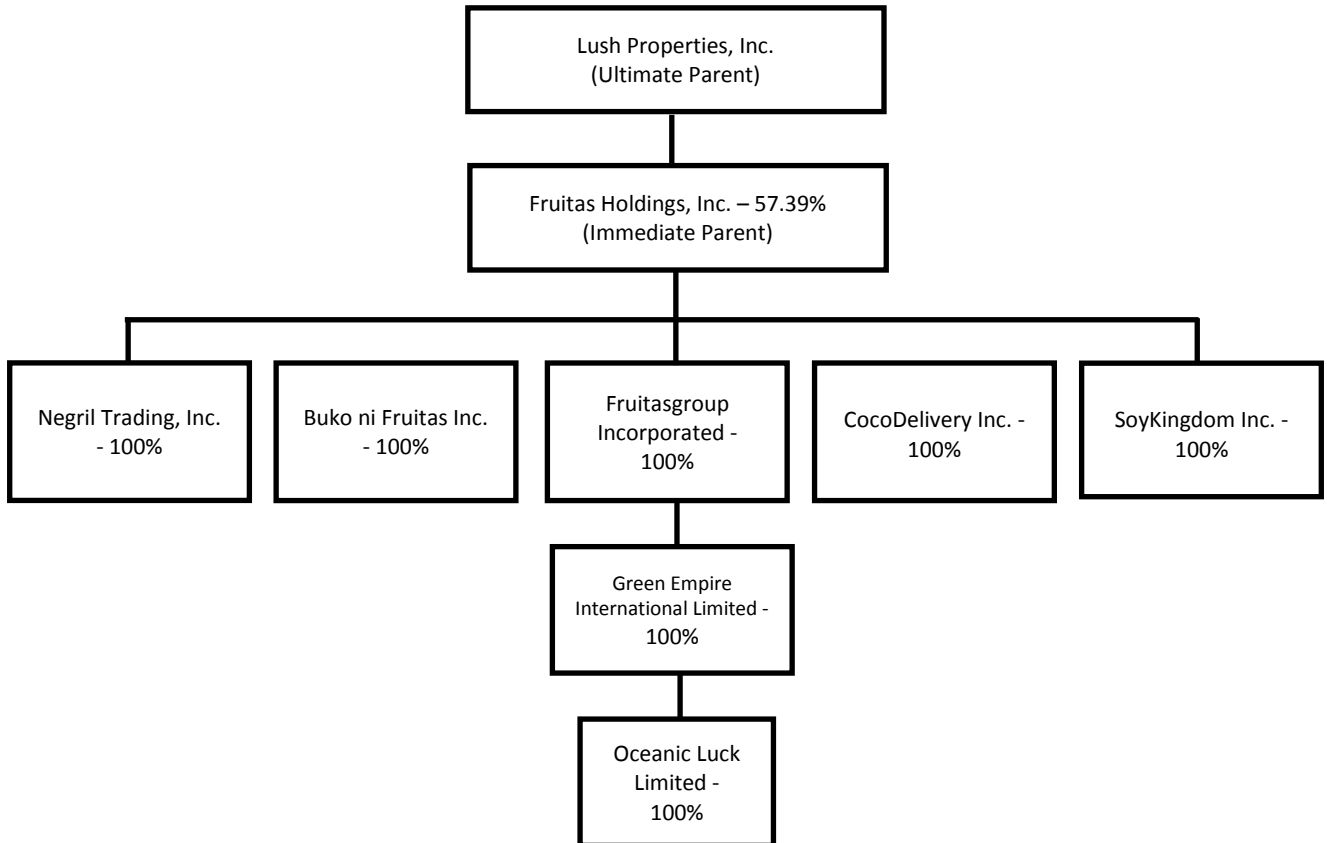 Lush Properties, Inc.
(Ultimate Parent)
Fruitas Holdings, Inc. – 57.39%
(Immediate Parent)
Negril Trading, Inc.
- 100%
Buko ni Fruitas Inc.
- 100%
Fruitasgroup
Incorporated -
100%
CocoDelivery Inc. -
100%
SoyKingdom Inc. -
100%
Green Empire
International Limited -
100%
Oceanic Luck
Limited -
100%